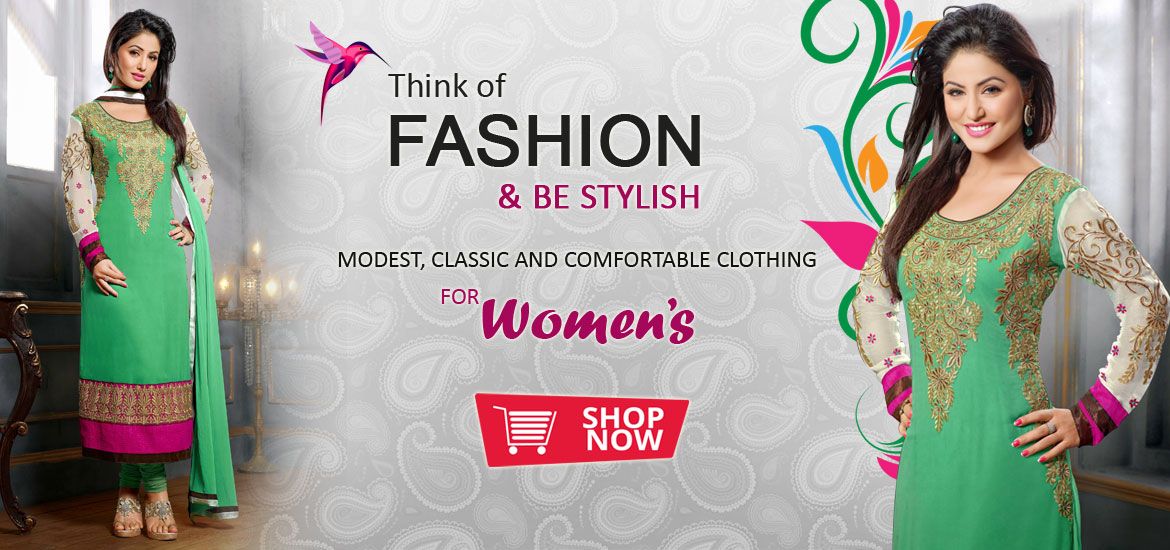 Think of
FASHION
& BE STYLISH
MODEST, CLASSIC AND COMFORTABLE CLOTHING
FOR Women's
SHOP
NOW